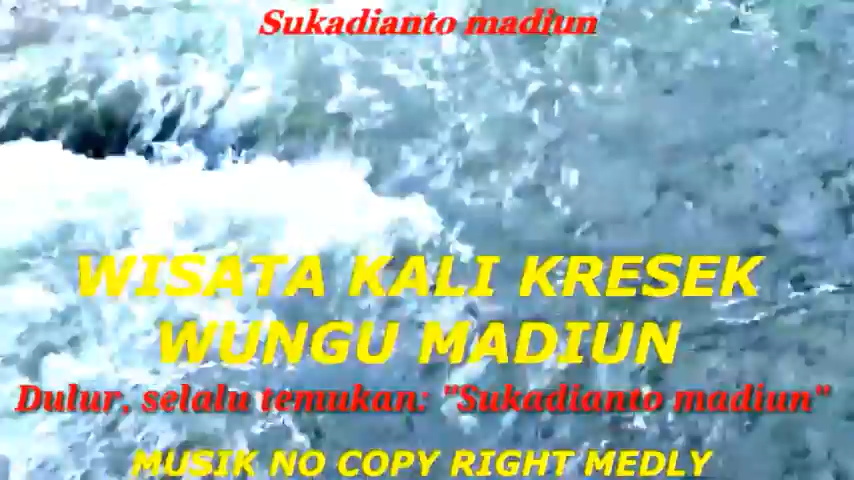 Sukadianto madiun
WISATA KALI KRESEK
WUNGU MADIUN
Dulur, selalu temukan: "Sukadianto madiun"
MUSIK NO COPY RIGHT MEDLY